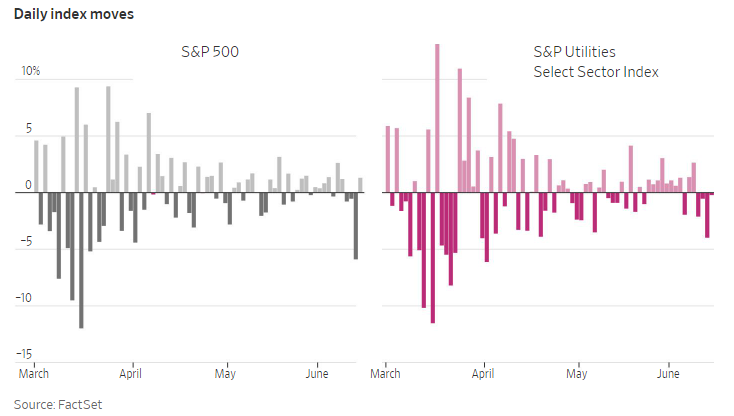 Daily index moves
S&P 500
S&P Utilities
Select Sector Index
10%
5
0
−5
−10
−15
March
April
May
June
March
April
May
June
Source: FactSet